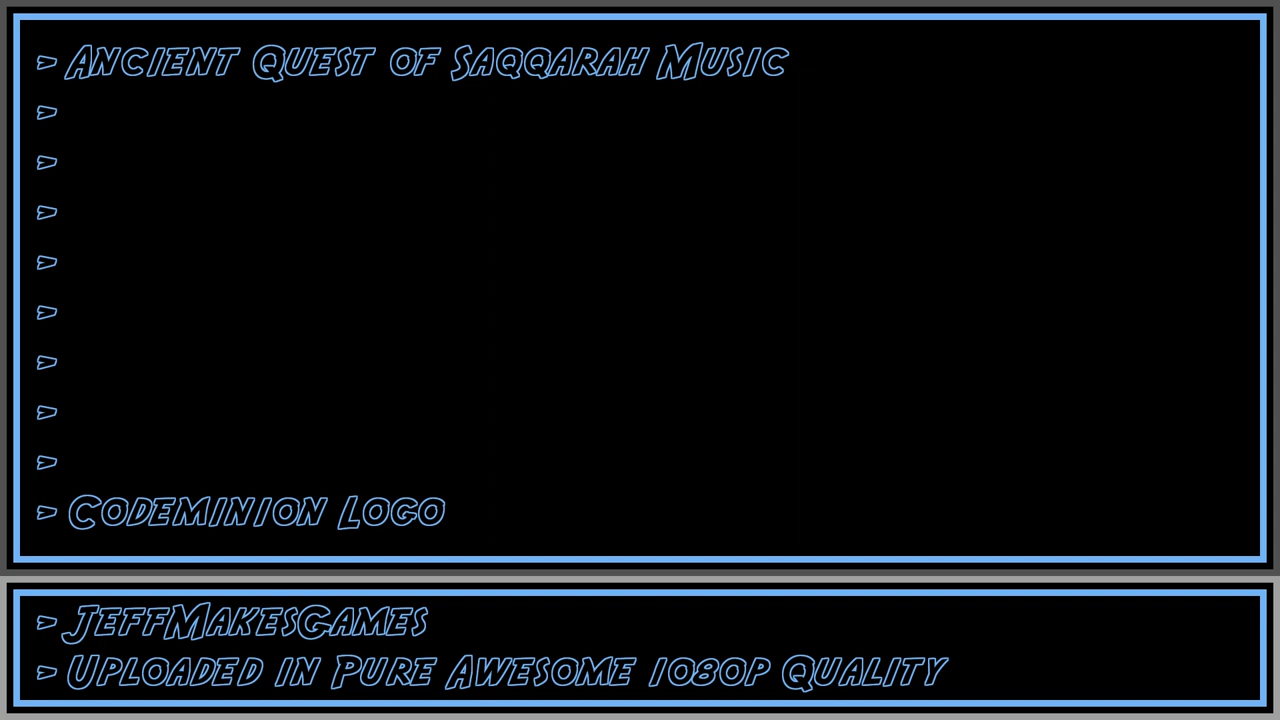 Ancient Quest of Saqqarah Music
Codeminion Logo
JeffMakesGames
Uploaded in Pure Awesome 1080p Quality